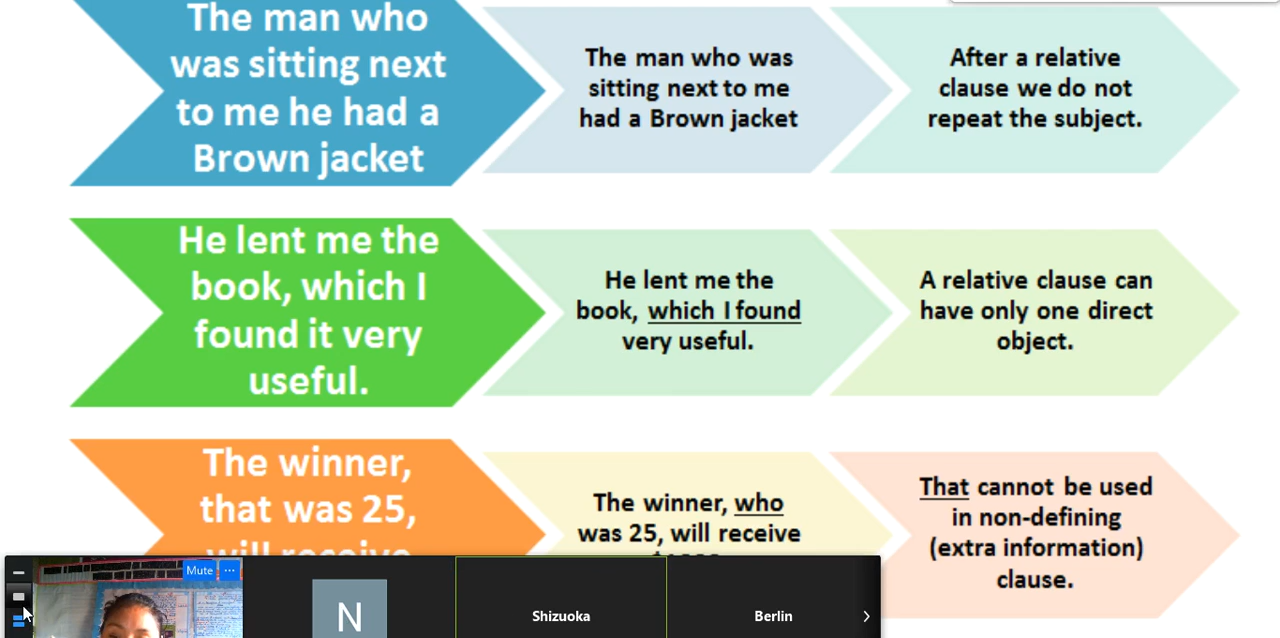 The man who
was sitting next
to me he had a
Brown jacket
The man who was
sitting next to me
had a Brown jacket
After a relative
clause we do not
repeat the subject.
He lent me the
book, which I
found it very
useful.
He lent me the
book, which I found
very useful.
A relative clause can
have only one direct
object.
The winner,
that was 25,
will receive
The winner, who
was 25, will receive
That cannot be used
in non-defining
(extra information)
clause.
Mute ...
N
Shizuoka
Berlin